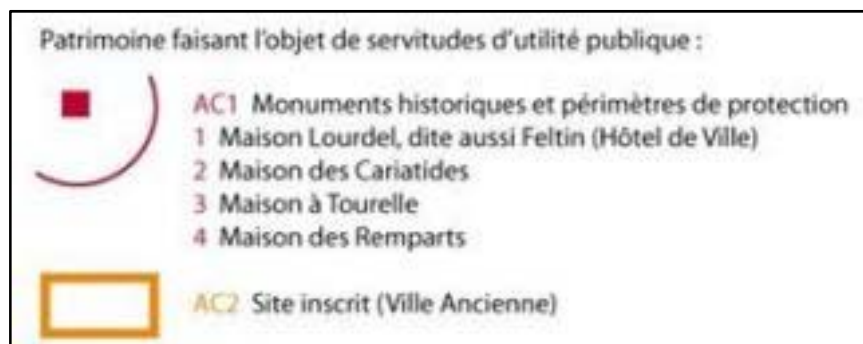 Patrimoine faisant l'objet de servitudes d'utilité publique :
AC1 Monuments historiques et périmètres de protection
1 Maison Lourdel, dite aussi Feltin (Hôtel de Ville)
2 Maison des Cariatides
3 Maison à Tourelle
4 Maison des Remparts
AC2 Site inscrit (Ville Ancienne)